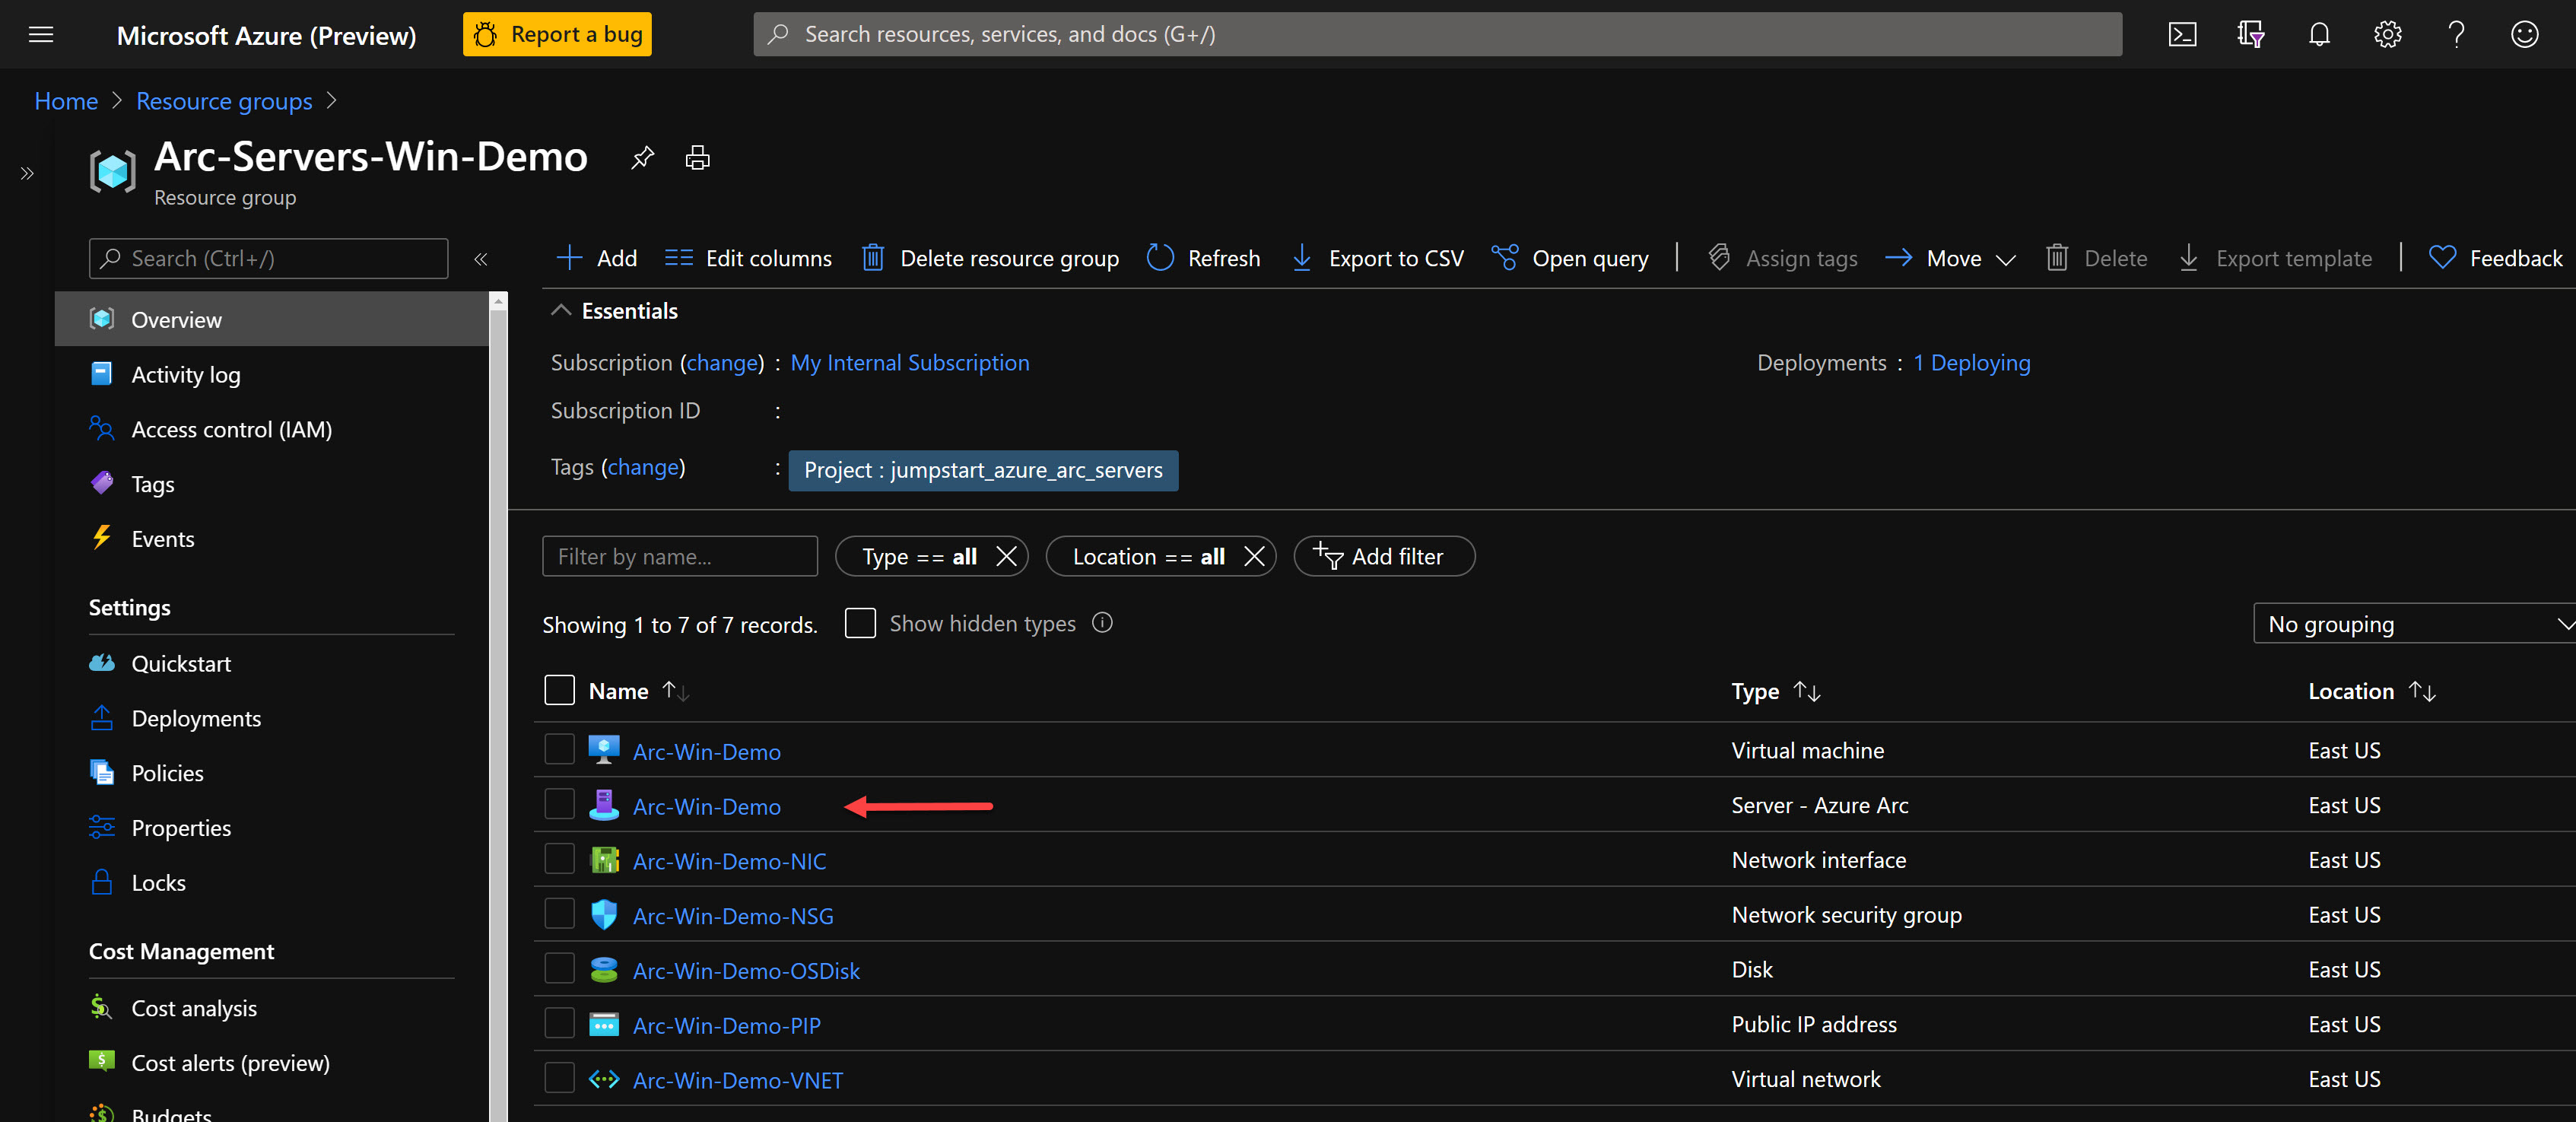 Microsoft Azure (Preview)
Report a bug
Search resources, services, and docs (G+/)
Home
Resource groups
Arc-Servers-Win-Demo
Resource group
Search (Ctrl+/)
Add
Edit columns
Delete resource group
Refresh
Export to CSV
Open query
Assign tags
Move
Delete
Export template
Feedback
Overview
Activity log
Access control (IAM)
Tags
Events
Settings
Quickstart
Deployments
Policies
Properties
Locks
Cost Management
Cost analysis
Cost alerts (preview)
Budgets
Essentials
Subscription (change) : My Internal Subscription
Deployments : 1 Deploying
Subscription ID :
Tags (change) : Project : jumpstart_azure_arc_servers
Filter by name...
Type == all
Location == all
Add filter
Showing 1 to 7 of 7 records.
Show hidden types
No grouping
Name Type Location
Arc-Win-Demo Virtual machine East US
Arc-Win-Demo Server - Azure Arc East US
Arc-Win-Demo-NIC Network interface East US
Arc-Win-Demo-NSG Network security group East US
Arc-Win-Demo-OSDisk Disk East US
Arc-Win-Demo-PIP Public IP address East US
Arc-Win-Demo-VNET Virtual network East US